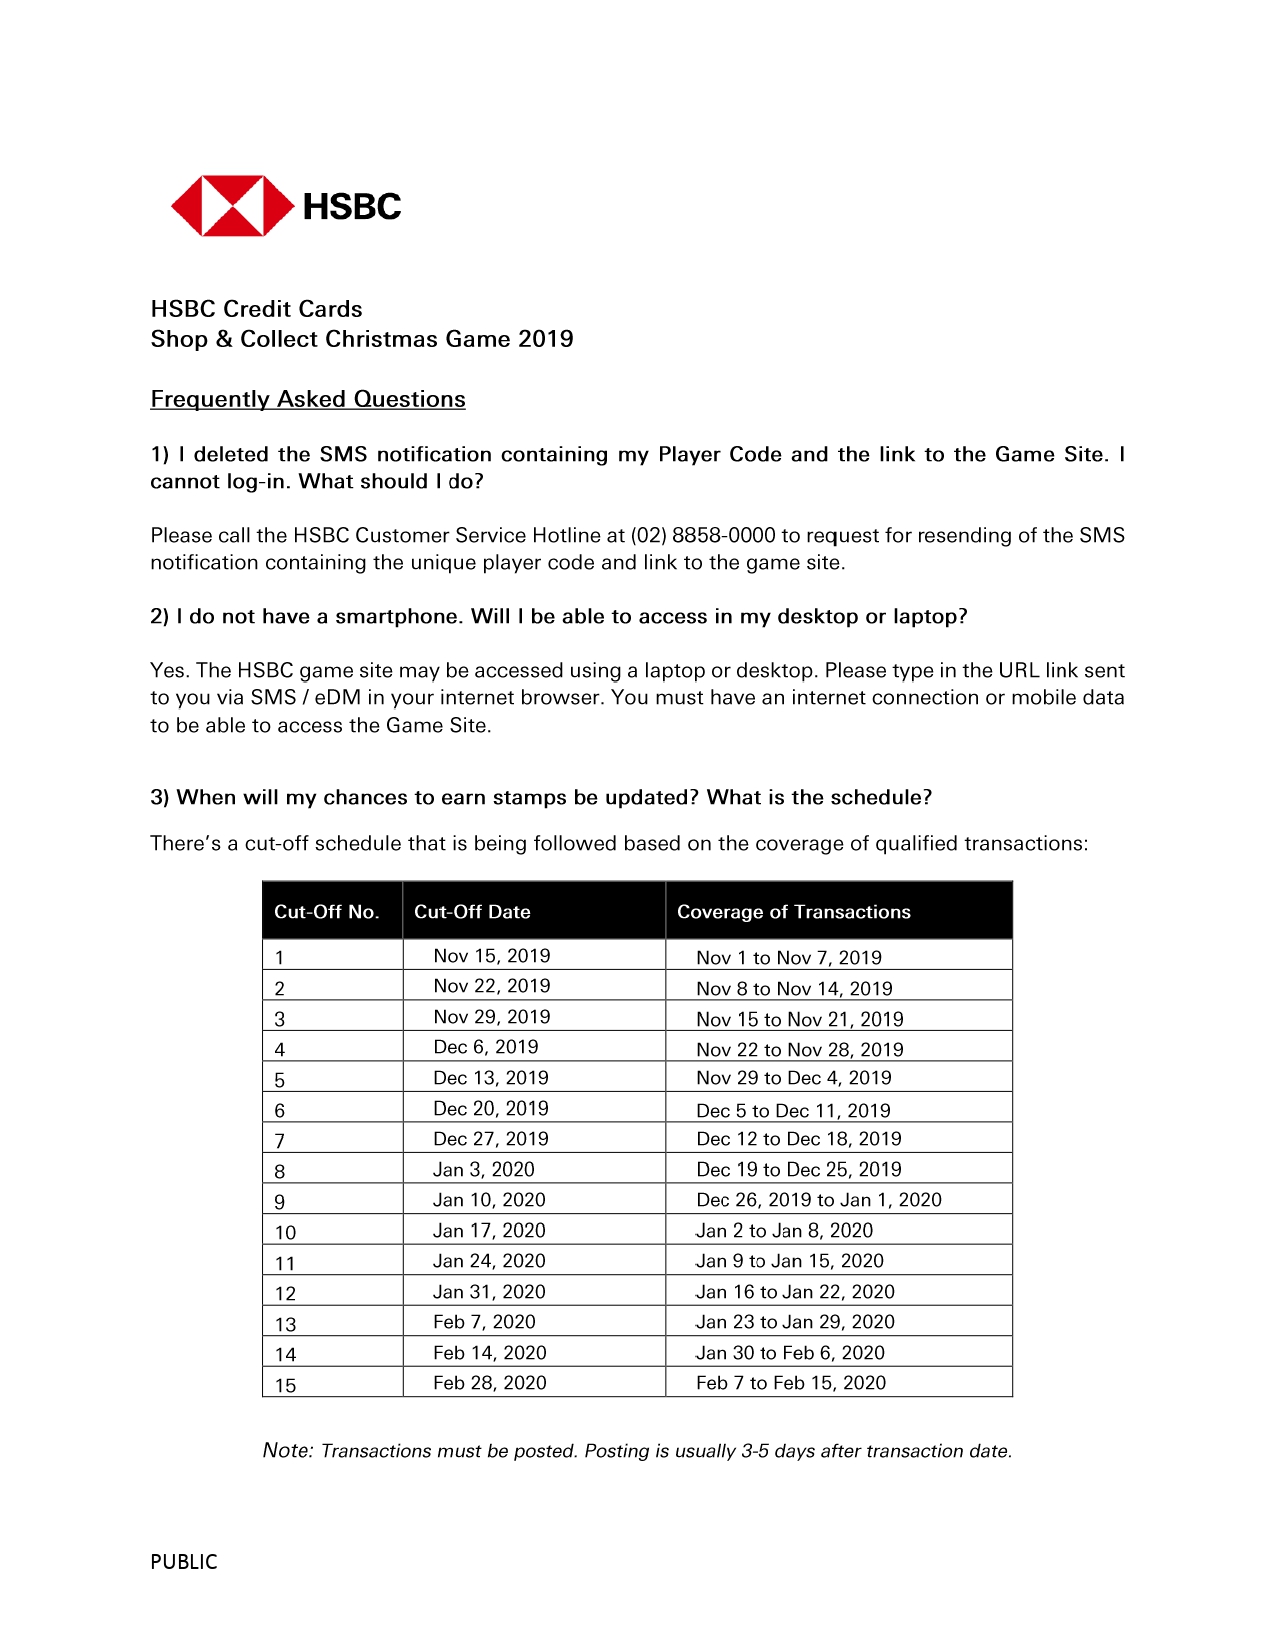 HSBC
HSBC Credit Cards
Shop & Collect Christmas Game 2019
Frequently Asked Questions
1) I deleted the SMS notification containing my Player Code and the link to the Game Site. I
cannot log-in. What should I do?
Please call the HSBC Customer Service Hotline at (02) 8858-0000 to request for resending of the SMS
notification containing the unique player code and link to the game site.
2) I do not have a smartphone. Will I be able to access in my desktop or laptop?
Yes. The HSBC game site may be accessed using a laptop or desktop. Please type in the URL link sent
to you via SMS / eDM in your internet browser. You must have an internet connection or mobile data
to be able to access the Game Site.
3) When will my chances to earn stamps be updated? What is the schedule?
There’s a cut-off schedule that is being followed based on the coverage of qualified transactions:
Cut-Off No. Cut-Off Date Coverage of Transactions
1 Nov 15, 2019 Nov 1 to Nov 7, 2019
2 Nov 22, 2019 Nov 8 to Nov 14, 2019
3 Nov 29, 2019 Nov 15 to Nov 21, 2019
4 Dec 6, 2019 Nov 22 to Nov 28, 2019
5 Dec 13, 2019 Nov 29 to Dec 4, 2019
6 Dec 20, 2019 Dec 5 to Dec 11, 2019
7 Dec 27, 2019 Dec 12 to Dec 18, 2019
8 Jan 3, 2020 Dec 19 to Dec 25, 2019
9 Jan 10, 2020 Dec 26, 2019 to Jan 1, 2020
10 Jan 17, 2020 Jan 2 to Jan 8, 2020
11 Jan 24, 2020 Jan 9 to Jan 15, 2020
12 Jan 31, 2020 Jan 16 to Jan 22, 2020
13 Feb 7, 2020 Jan 23 to Jan 29, 2020
14 Feb 14, 2020 Jan 30 to Feb 6, 2020
15 Feb 28, 2020 Feb 7 to Feb 15, 2020
Note: Transactions must be posted. Posting is usually 3-5 days after transaction date.
PUBLIC